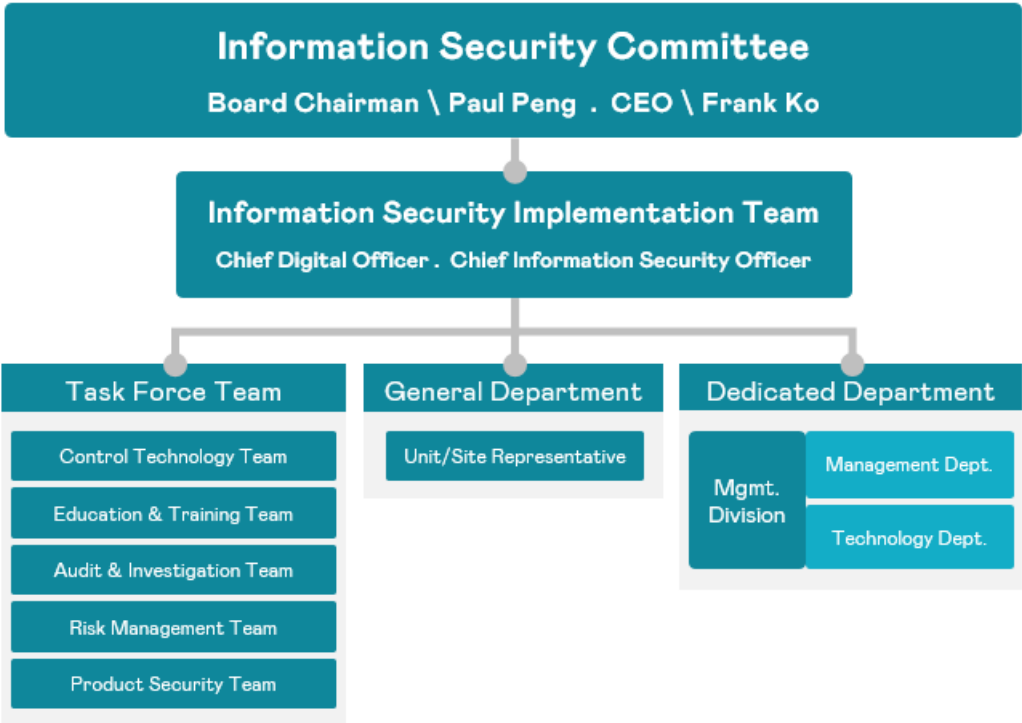 Information Security Committee
Board Chairman \ Paul Peng . CEO \ Frank Ko
Information Security Implementation Team
Chief Digital Officer . Chief Information Security Officer
Task Force Team
Control Technology Team
Education & Training Team
Audit & Investigation Team
Risk Management Team
Product Security Team
General Department
Unit/Site Representative
Dedicated Department
Mgmt.
Division
Management Dept.
Technology Dept.